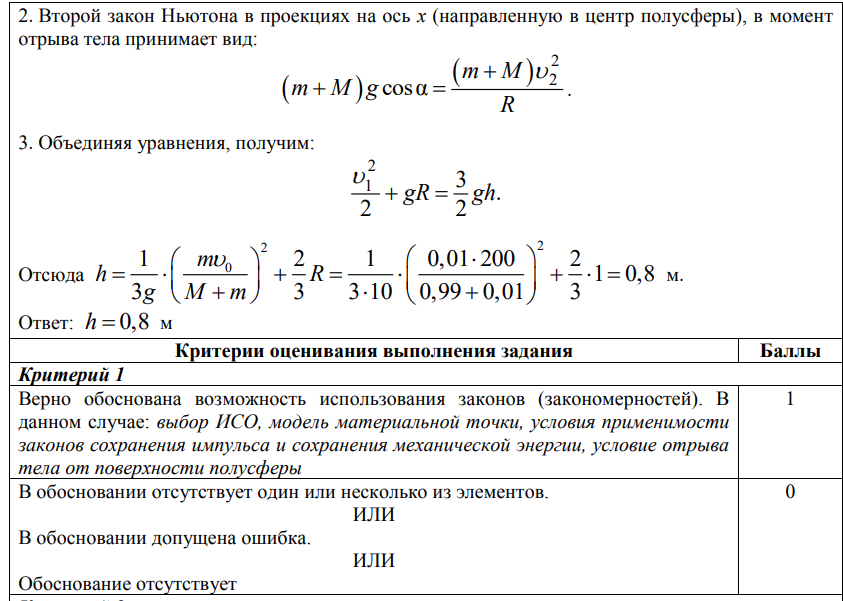 2. Второй закон Ньютона в проекциях на ось x (направленную в центр полусферы), в момент
отрыва тела принимает вид:
(m + M) g cos α = (m + M) υ₂² / R .
3. Объединяя уравнения, получим:
υ₁² / 2 + gR = 3/2 gh.
Отсюда h = 1/(3g) · (mυ₀ / (M + m))² + 2/3 R = 1/(3·10) · (0,01·200 / (0,99 + 0,01))² + 2/3 · 1 = 0,8 м.
Ответ: h = 0,8 м
Критерии оценивания выполнения задания Баллы
Критерий 1
Верно обоснована возможность использования законов (закономерностей). В 1
данном случае: выбор ИСО, модель материальной точки, условия применимости
законов сохранения импульса и сохранения механической энергии, условие отрыва
тела от поверхности полусферы
В обосновании отсутствует один или несколько из элементов. 0
ИЛИ
В обосновании допущена ошибка.
ИЛИ
Обоснование отсутствует